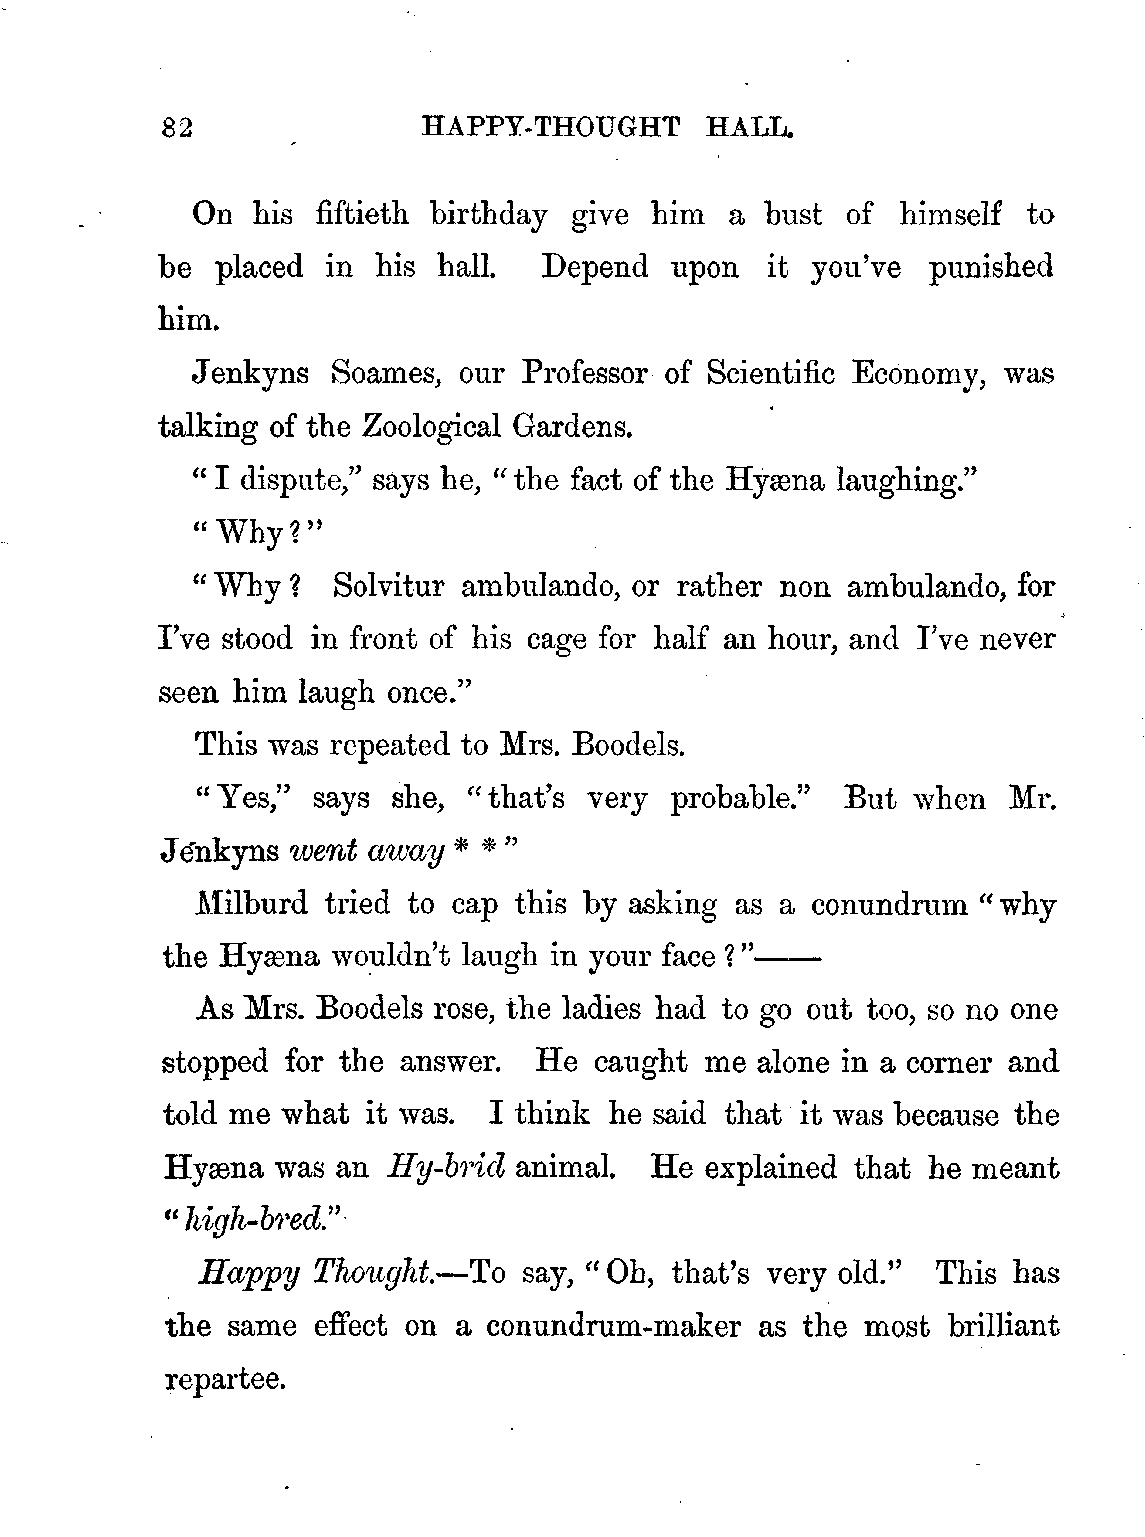 82 HAPPY-THOUGHT HALL.
On his fiftieth birthday give him a bust of himself to
be placed in his hall. Depend upon it you've punished
him.
Jenkyns Soames, our Professor of Scientific Economy, was
talking of the Zoological Gardens.
"I dispute," says he, "the fact of the Hyæna laughing."
"Why?"
"Why? Solvitur ambulando, or rather non ambulando, for
I've stood in front of his cage for half an hour, and I've never
seen him laugh once."
This was repeated to Mrs. Boodels.
"Yes," says she, "that's very probable." But when Mr.
Jenkyns went away * * "
Milburd tried to cap this by asking as a conundrum "why
the Hyæna wouldn't laugh in your face?"——
As Mrs. Boodels rose, the ladies had to go out too, so no one
stopped for the answer. He caught me alone in a corner and
told me what it was. I think he said that it was because the
Hyæna was an Hy-brid animal. He explained that he meant
"high-bred."
Happy Thought.—To say, "Oh, that's very old." This has
the same effect on a conundrum-maker as the most brilliant
repartee.